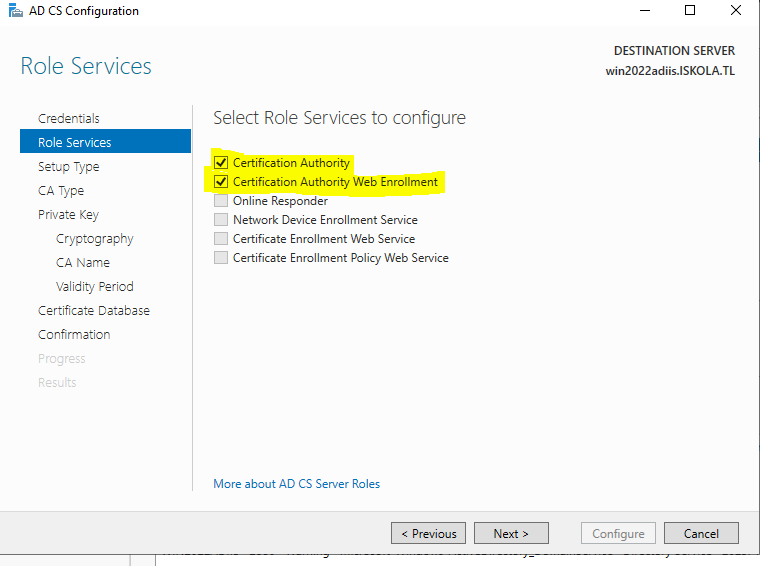 AD CS Configuration
DESTINATION SERVER
win2022adiis.ISKOLA.TL
Role Services
Credentials
Role Services
Setup Type
CA Type
Private Key
Cryptography
CA Name
Validity Period
Certificate Database
Confirmation
Progress
Results
Select Role Services to configure
Certification Authority
Certification Authority Web Enrollment
Online Responder
Network Device Enrollment Service
Certificate Enrollment Web Service
Certificate Enrollment Policy Web Service
More about AD CS Server Roles
< Previous
Next >
Configure
Cancel